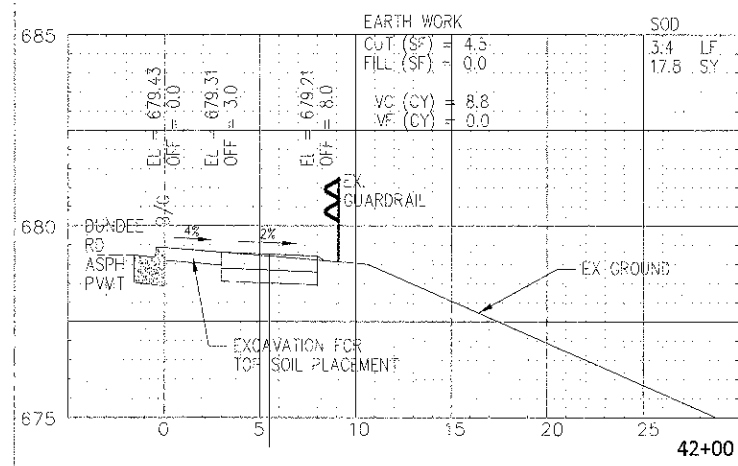 EARTH WORK
CUT (SF) = 4.3
FILL (SF) = 0.0
VC (CY) = 8.8
VF (CY) = 0.0
SOD
3.4 LF
17.8 SY
685
EL = 679.43
OFF = 0.0
EL = 679.31
OFF = 3.0
EL = 679.21
OFF = 8.0
B/G
EX.
GUARDRAIL
680
DUNDEE
RD
ASPH
PVMT
4%
2%
EX GROUND
EXCAVATION FOR
TOP SOIL PLACEMENT
675
0 5 10 15 20 25
42+00